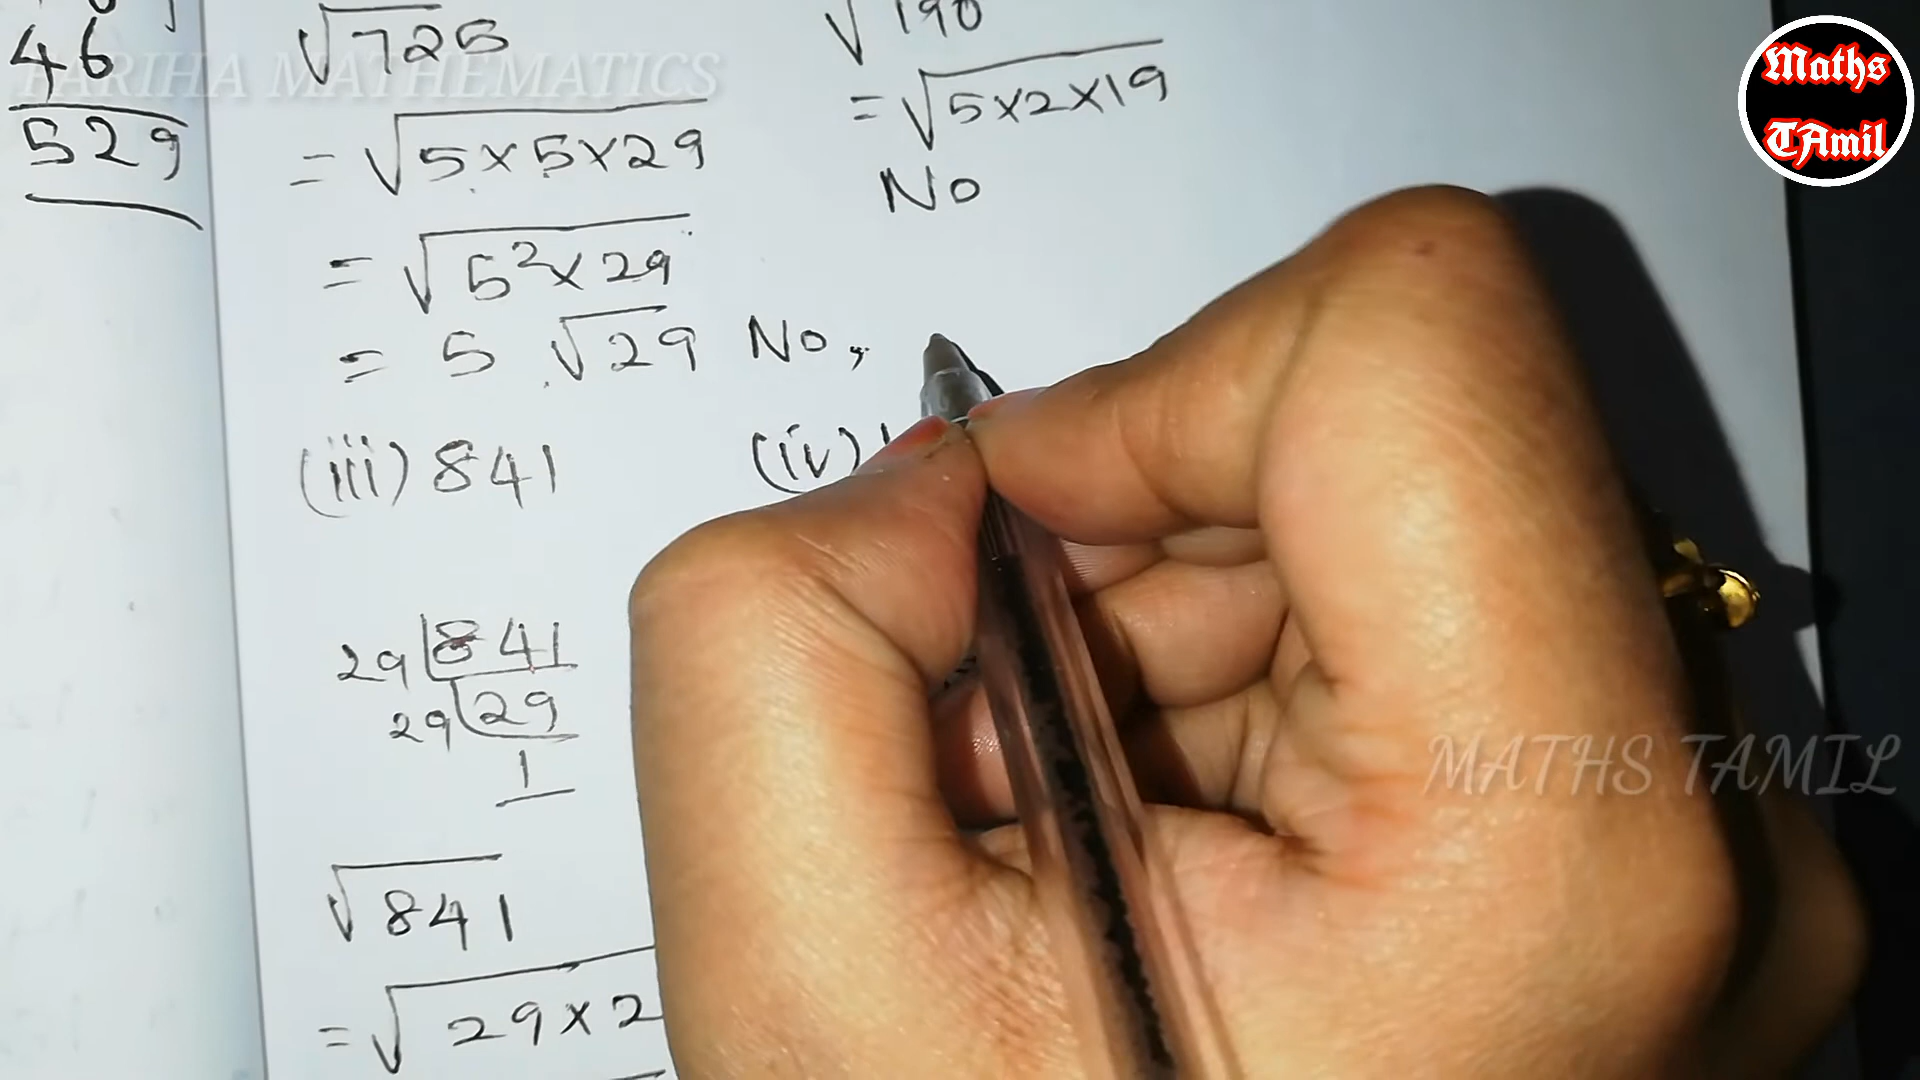 46
529
√725
= √5×5×29
= √5²×29
= 5 √29 No,
√190
= √5×2×19
No
(iii) 841
(iv)
29 841
29 29
1
√841
= √29×2
FARIHA MATHEMATICS
Maths
TAmil
MATHS TAMIL